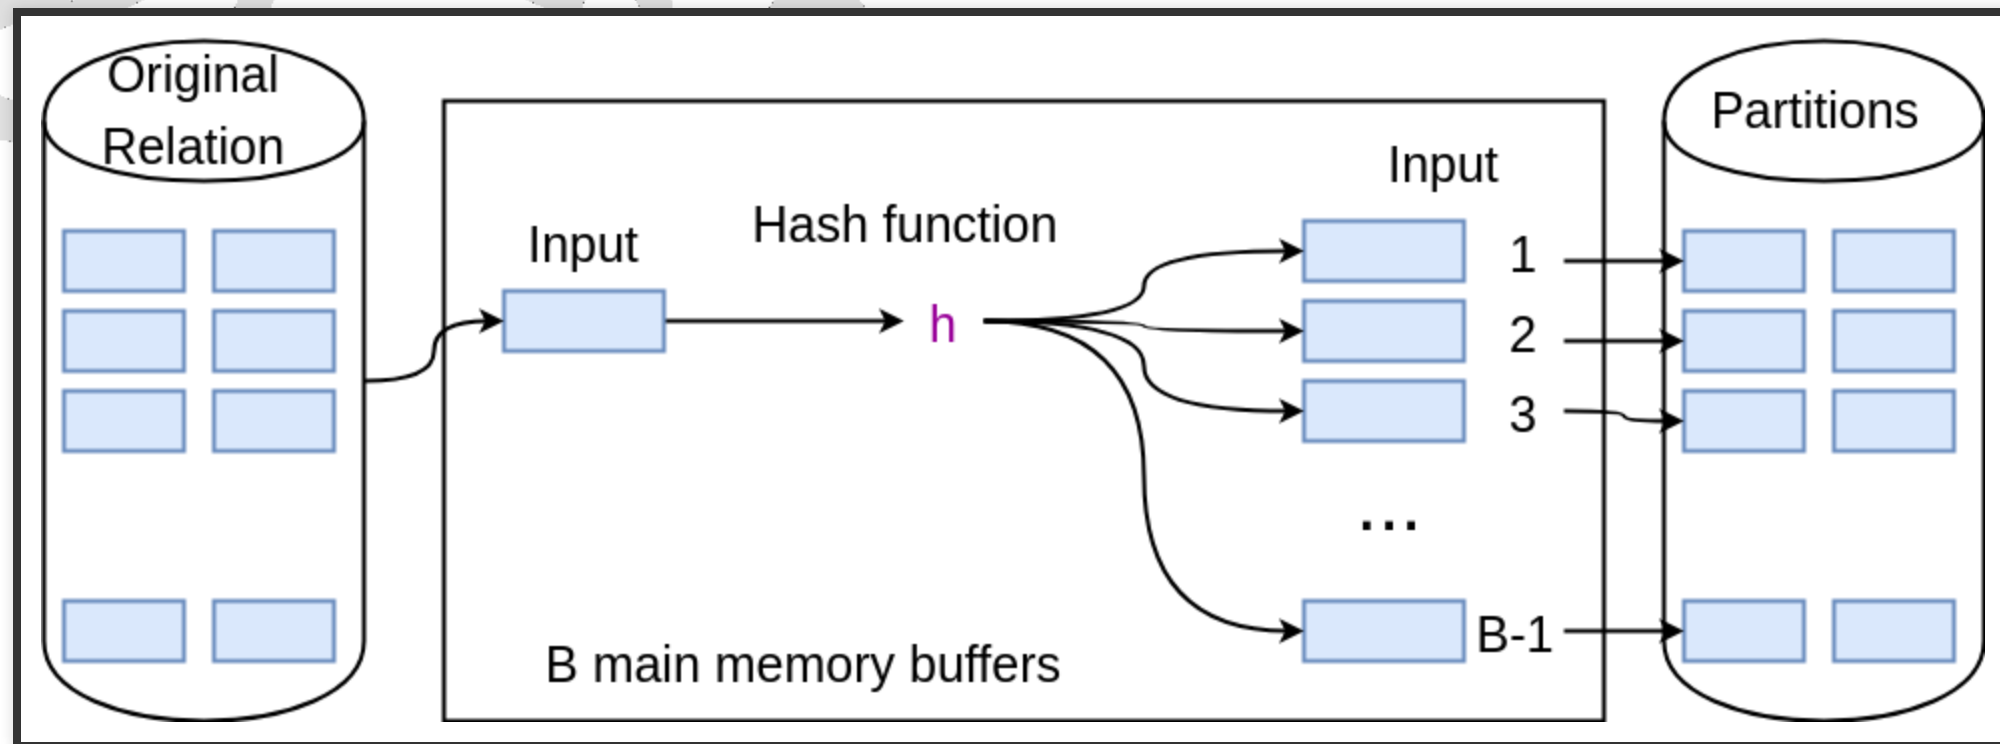 Original
Relation
Partitions
Input
Hash function
Input
1
h
2
3
...
B-1
B main memory buffers